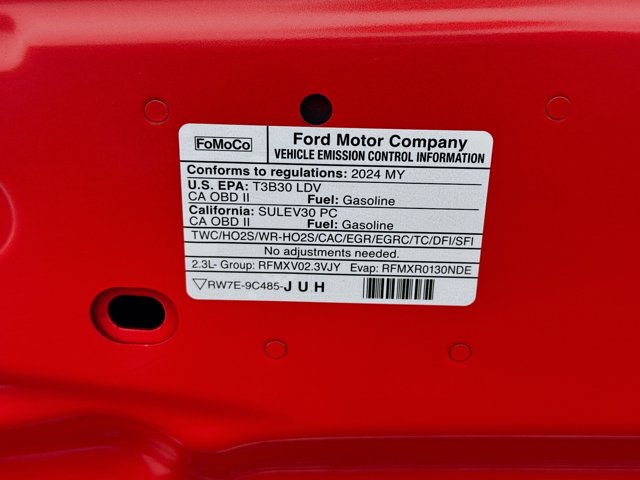 FoMoCo
Ford Motor Company
VEHICLE EMISSION CONTROL INFORMATION
Conforms to regulations: 2024 MY
U.S. EPA: T3B30 LDV
CA OBD II Fuel: Gasoline
California: SULEV30 PC
CA OBD II Fuel: Gasoline
TWC/HO2S/WR-HO2S/CAC/EGR/EGRC/TC/DFI/SFI
No adjustments needed.
2.3L- Group: RFMXV02.3VJY Evap: RFMXR0130NDE
RW7E-9C485-JUH